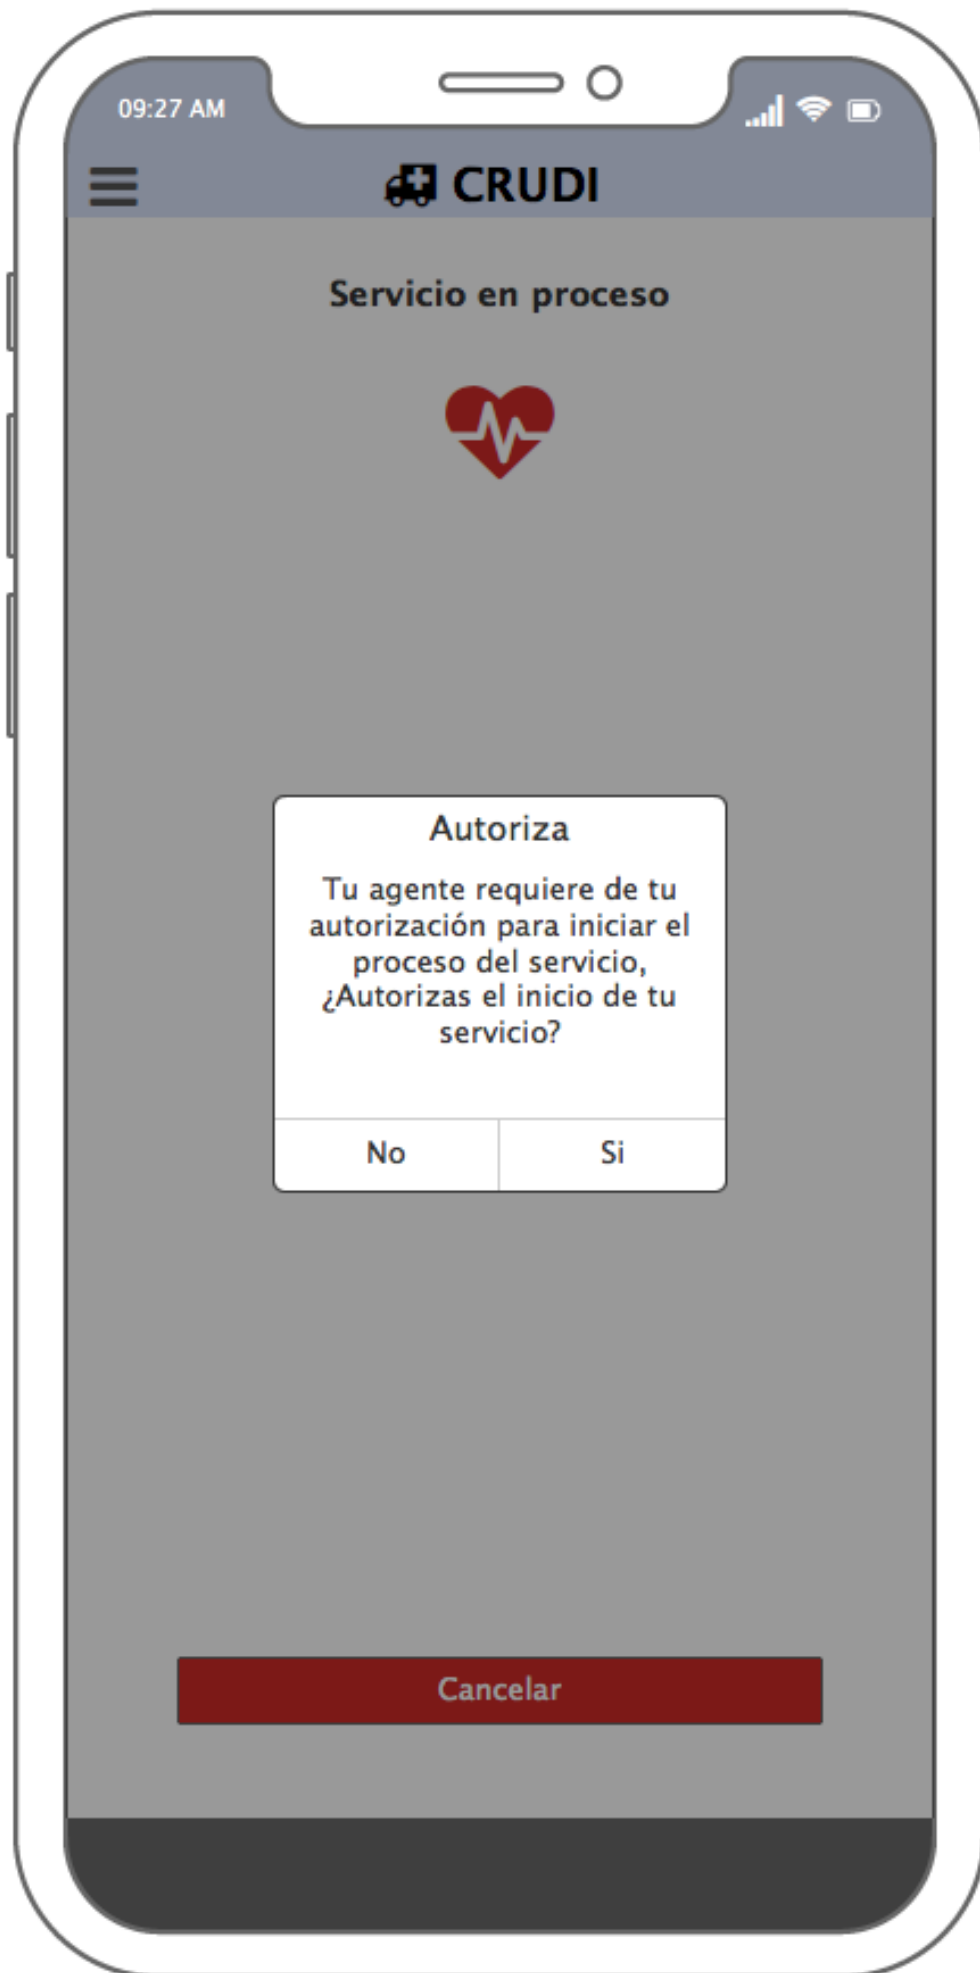 09:27 AM
CRUDI
Servicio en proceso
Autoriza
Tu agente requiere de tu
autorización para iniciar el
proceso del servicio,
¿Autorizas el inicio de tu
servicio?
No
Si
Cancelar